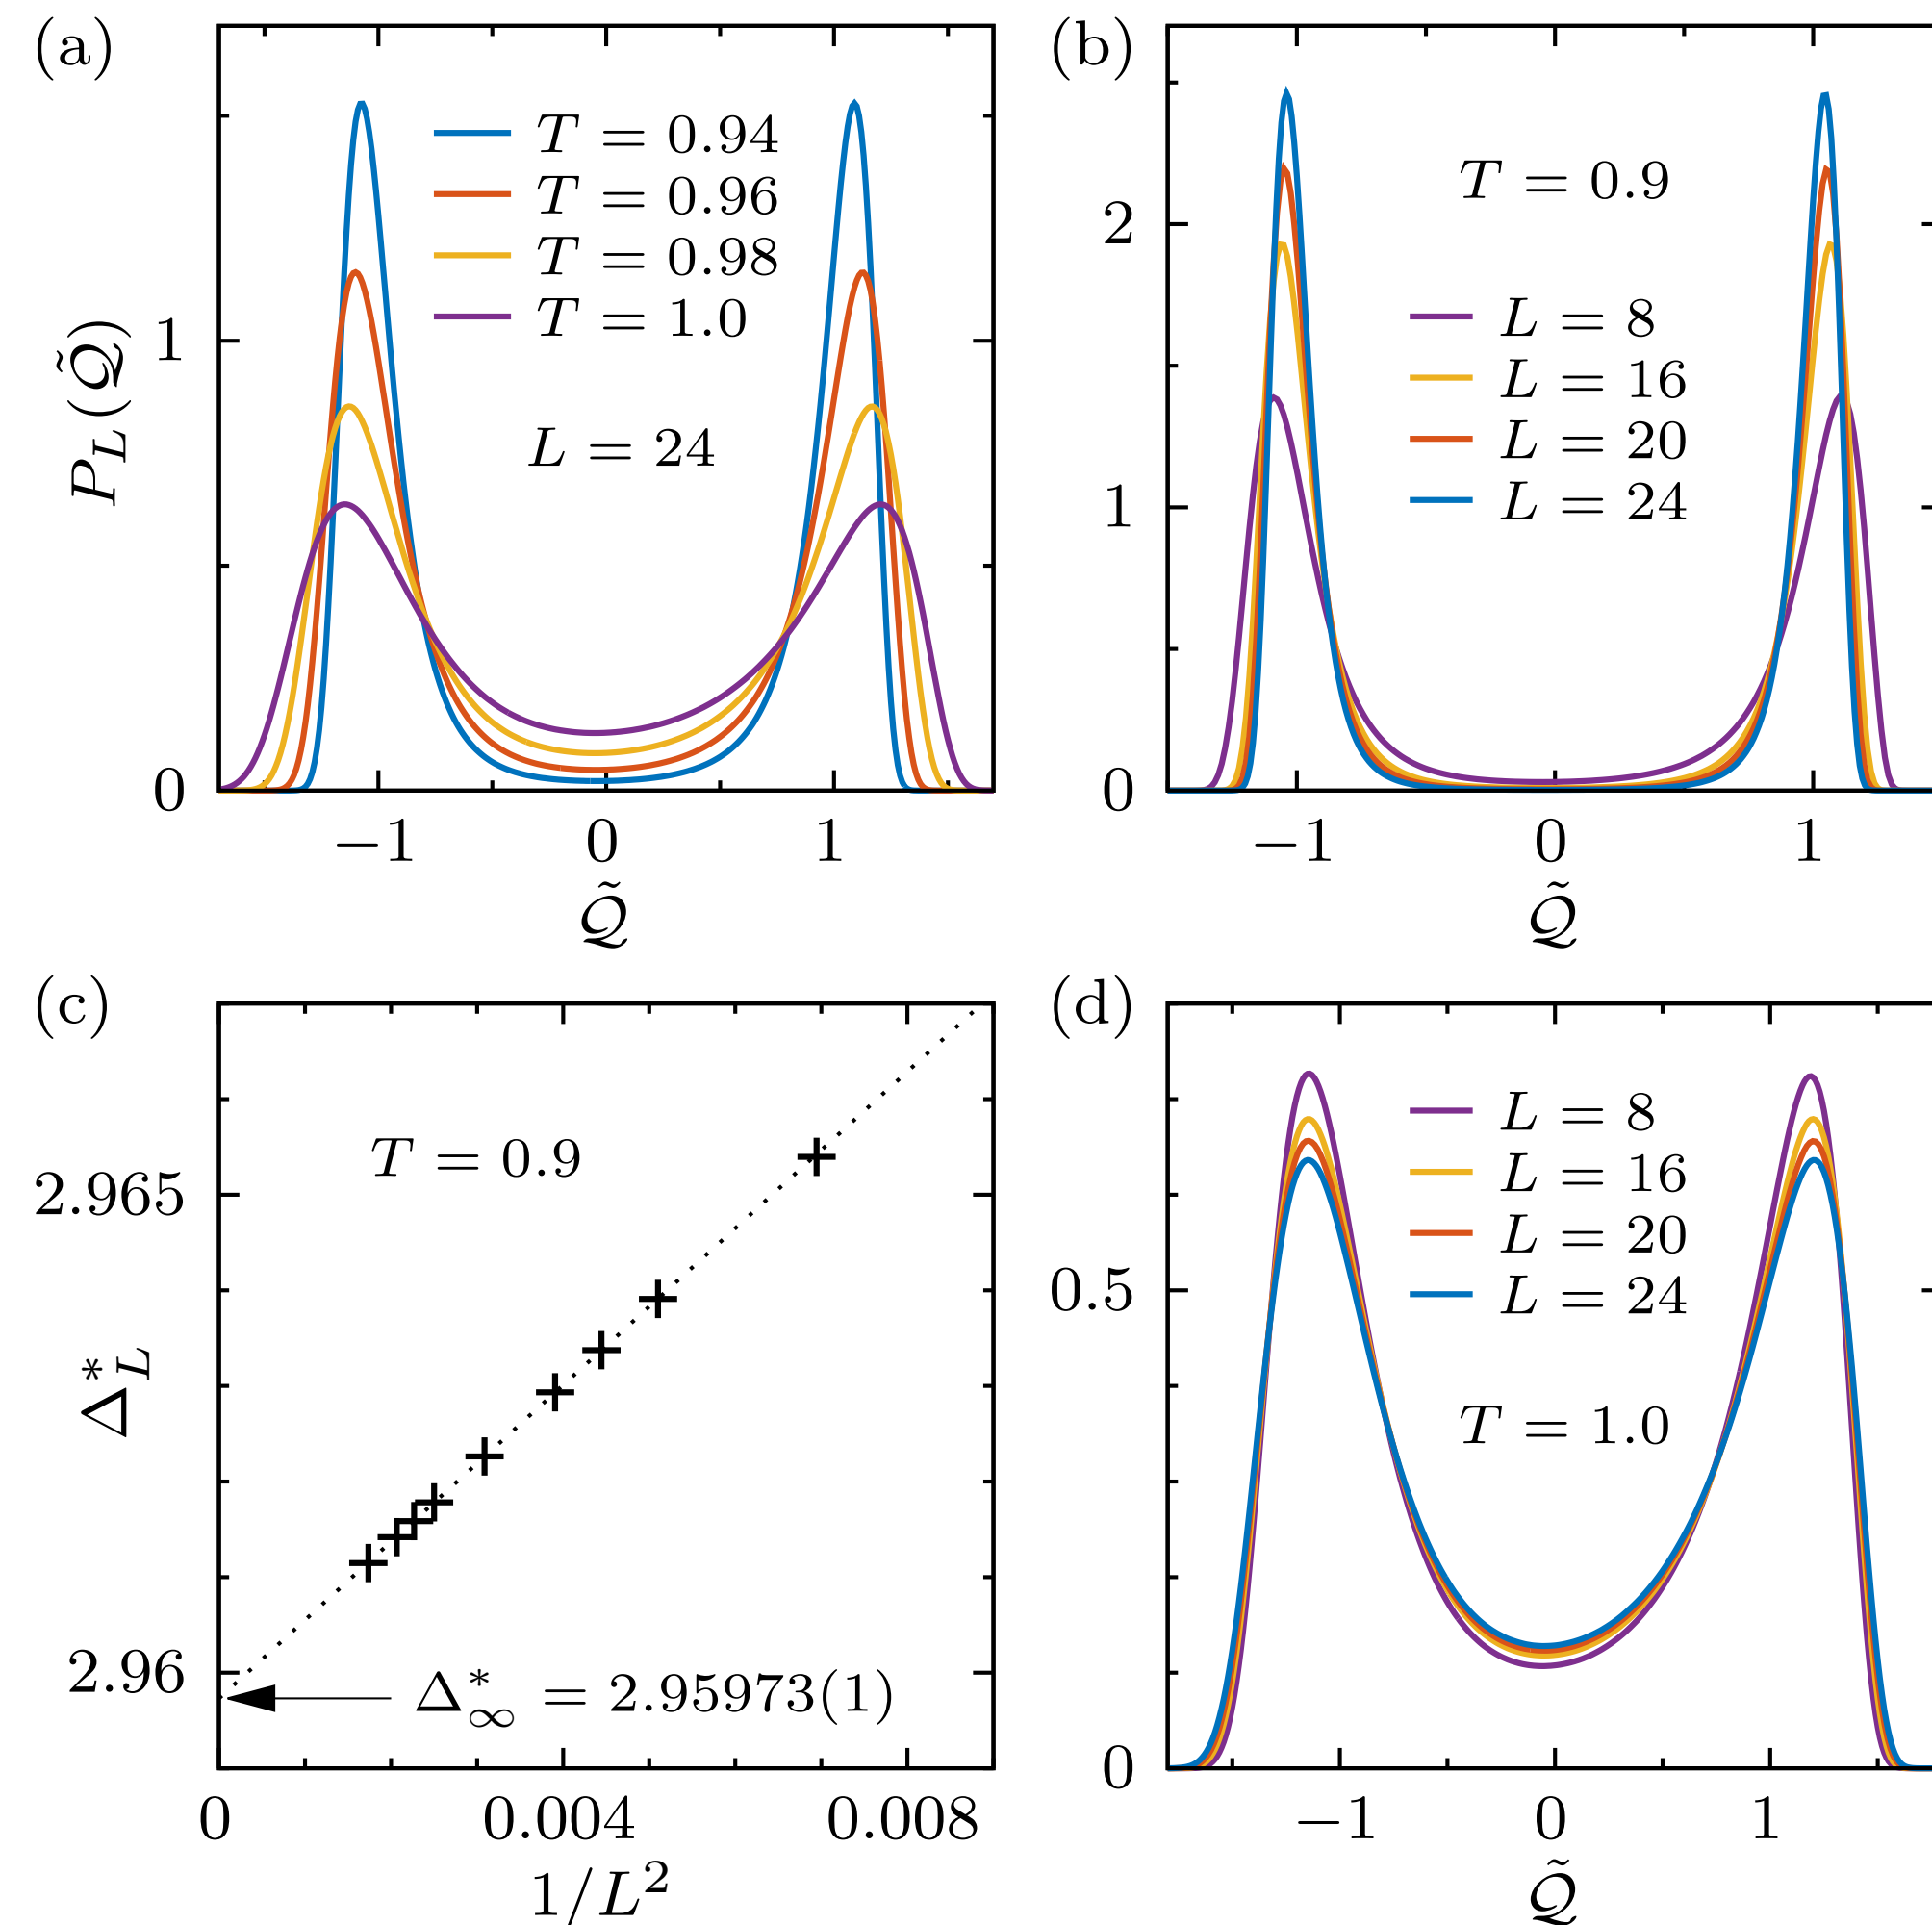 (a)
T = 0.94
T = 0.96
T = 0.98
T = 1.0
L = 24
P_L(𝒬̃)
1
0
−1 0 1
𝒬̃
(b)
T = 0.9
L = 8
L = 16
L = 20
L = 24
2
1
0
−1 0 1
𝒬̃
(c)
T = 0.9
2.965
2.96
Δ*_L
Δ*_∞ = 2.95973(1)
0 0.004 0.008
1/L²
(d)
L = 8
L = 16
L = 20
L = 24
T = 1.0
0.5
0
−1 0 1
𝒬̃